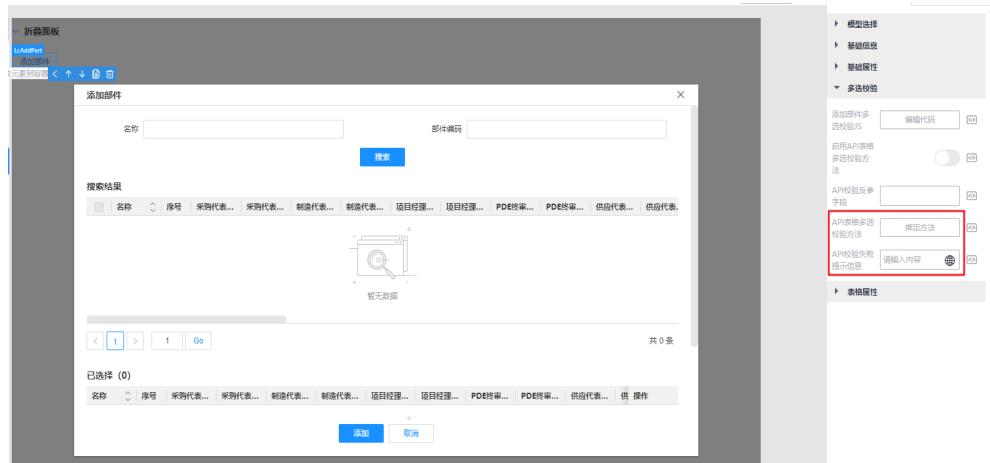 折叠面板
LcAddPart
添加部件
添加部件
名称
部件编码
搜索
搜索结果
名称 序号 采购代表... 采购代表... 制造代表... 制造代表... 项目经理... 项目经理... PDE终审... PDE终审... 供应代表... 供应代表.
暂无数据
1 1 Go
共 0 条
已选择（0）
名称 序号 采购代表... 采购代表... 制造代表... 制造代表... 项目经理... 项目经理... PDE终审... PDE终审... 供应代表... 供 操作
添加 取消
模型选择
基础信息
基础属性
多选校验
添加部件多
选校验JS
编辑代码
启用API表格
多选校验方
法
API校验反参
字段
API表格多选
校验方法
绑定方法
API校验失败
提示信息
请输入内容
表格属性